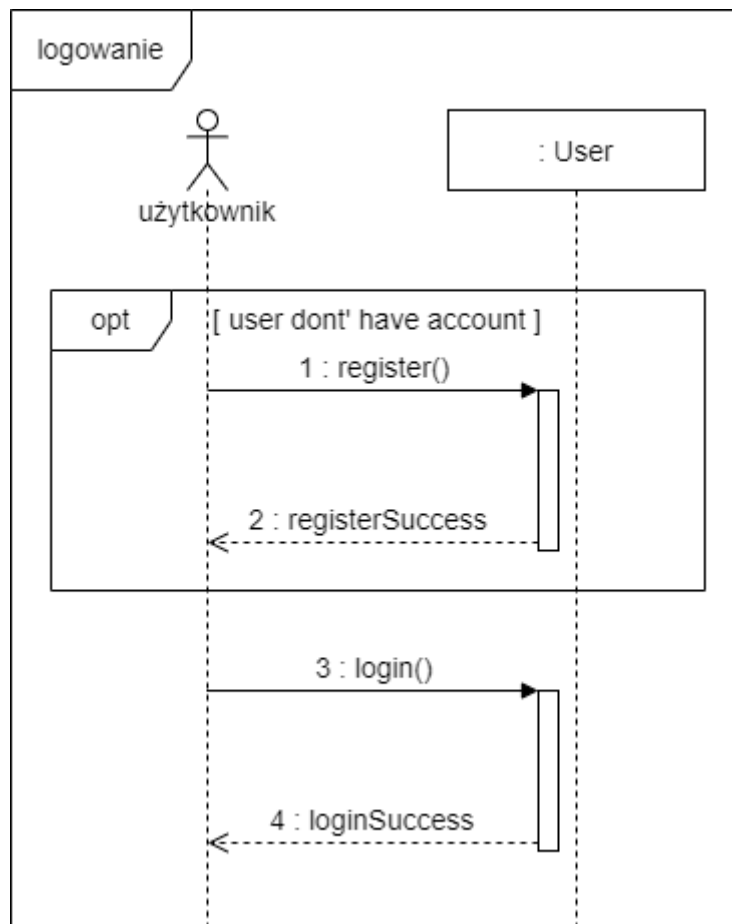 logowanie
: User
użytkownik
opt
[ user dont' have account ]
1 : register()
2 : registerSuccess
3 : login()
4 : loginSuccess